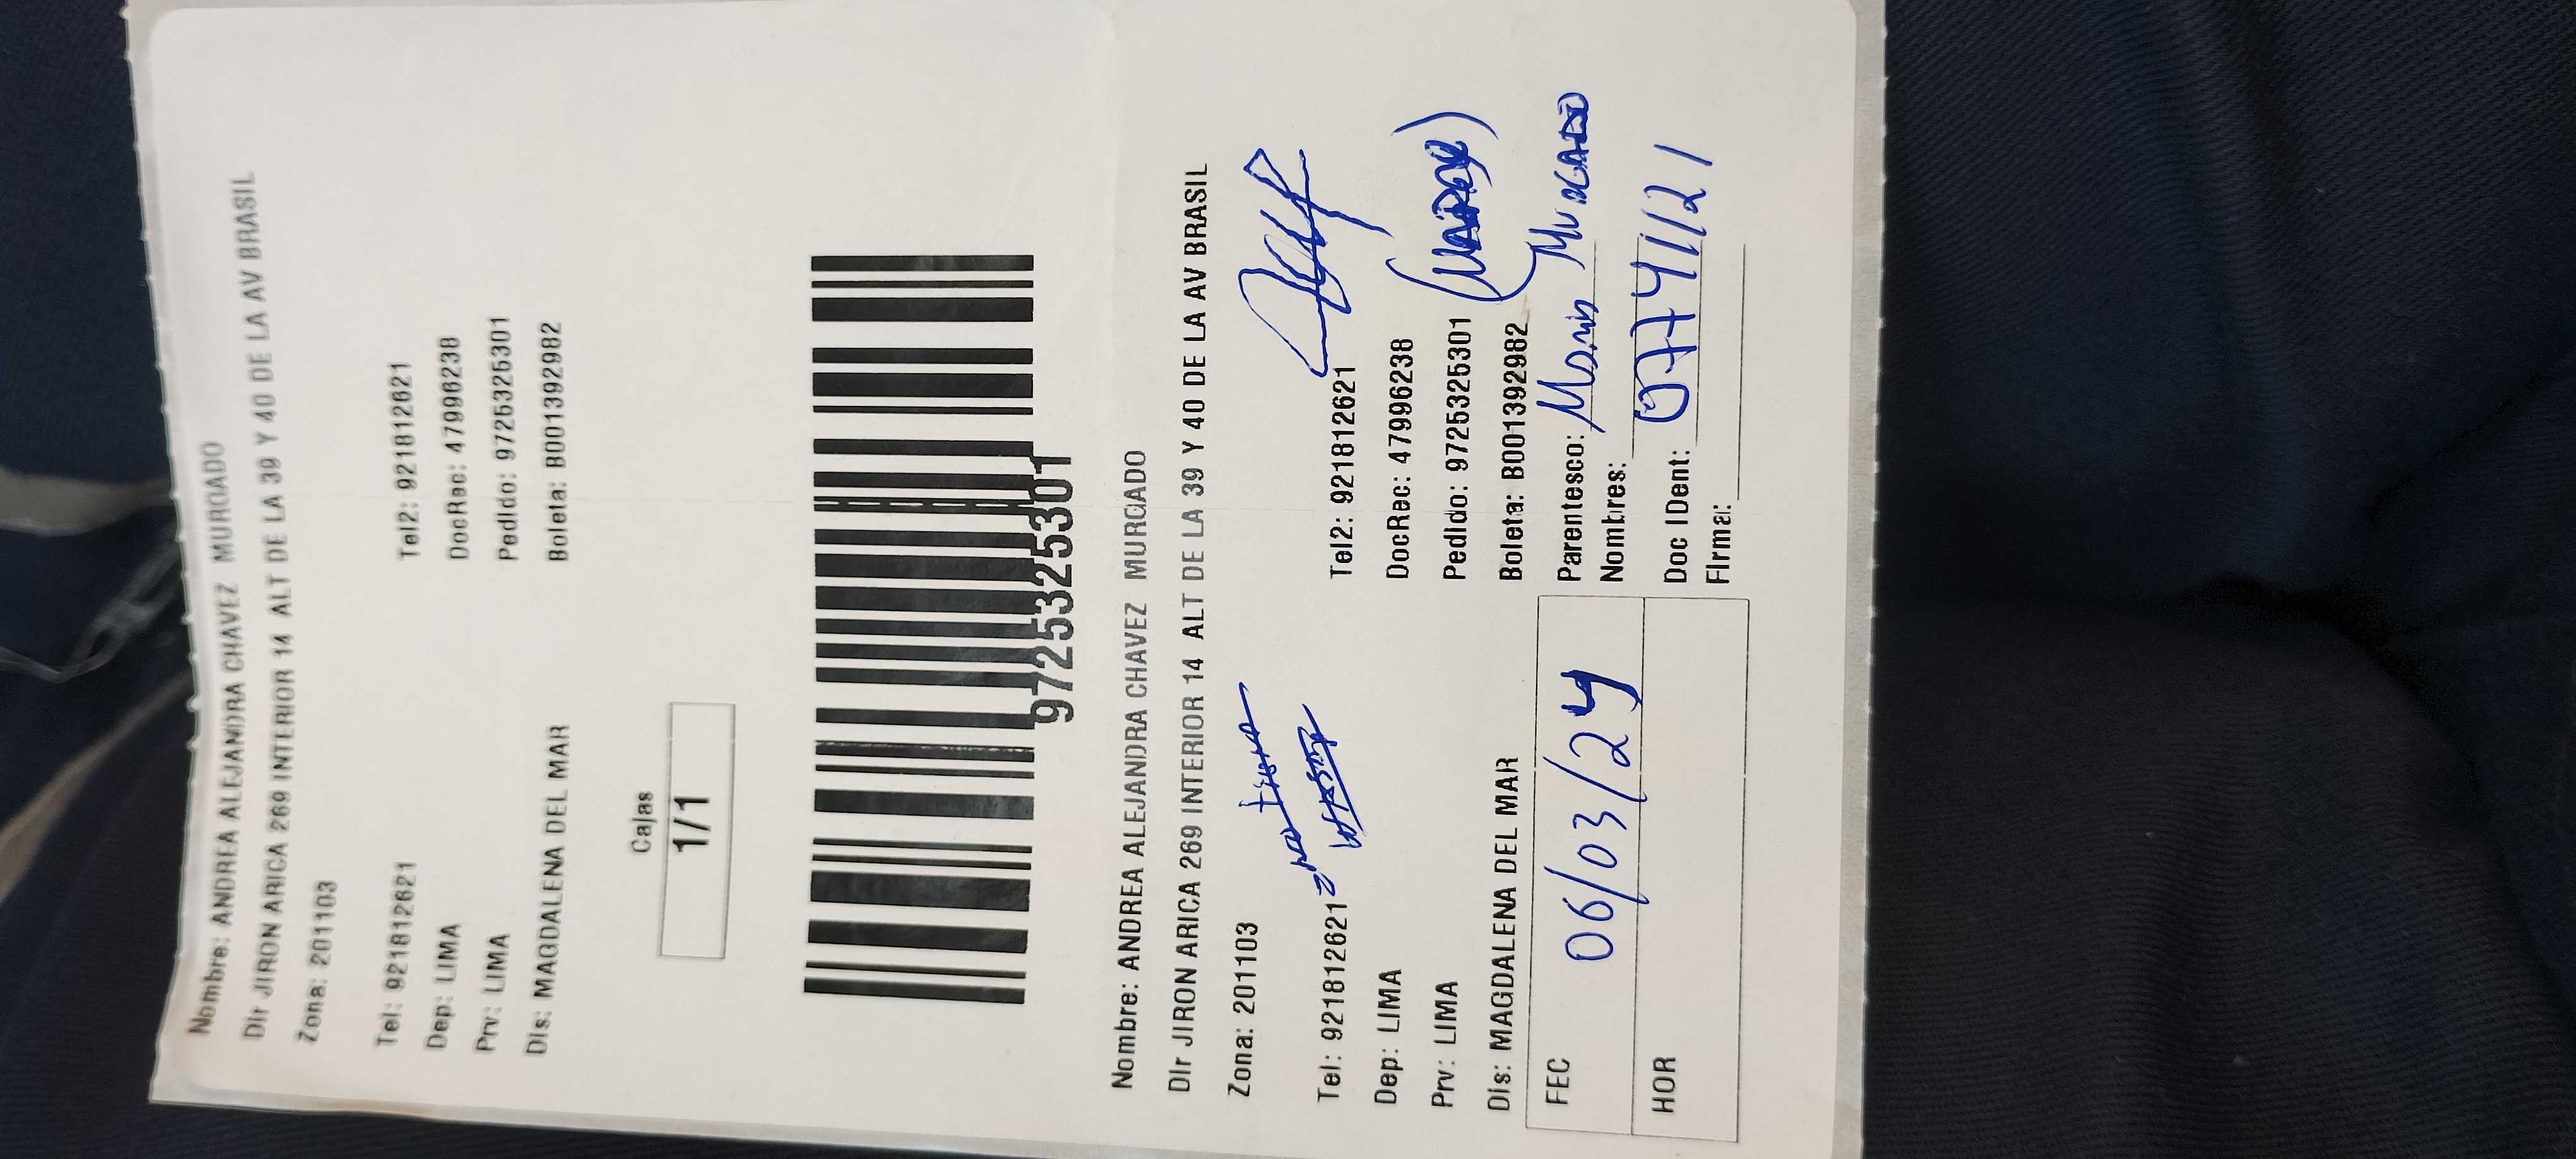 Nombre: ANDREA ALEJANDRA CHAVEZ MURGADO
DIr JIRON ARICA 269 INTERIOR 14 ALT DE LA 39 Y 40 DE LA AV BRASIL
Zona: 201103
Tel: 921812621 Tel2: 921812621
Dep: LIMA DocRec: 47996238
Prv: LIMA PedIdo: 9725325301
DIs: MAGDALENA DEL MAR Boleta: B001392982
Cajas
1/1
9725325301
Nombre: ANDREA ALEJANDRA CHAVEZ MURGADO
DIr JIRON ARICA 269 INTERIOR 14 ALT DE LA 39 Y 40 DE LA AV BRASIL
Zona: 201103
Tel: 921812621 Tel2: 921812621
Dep: LIMA DocRec: 47996238
Prv: LIMA PedIdo: 9725325301
DIs: MAGDALENA DEL MAR Boleta: B001392982
(MADRE)
FEC 06/03/24 Parentesco:
Nombres: MURGADO
HOR Doc IDent:
FIrma: